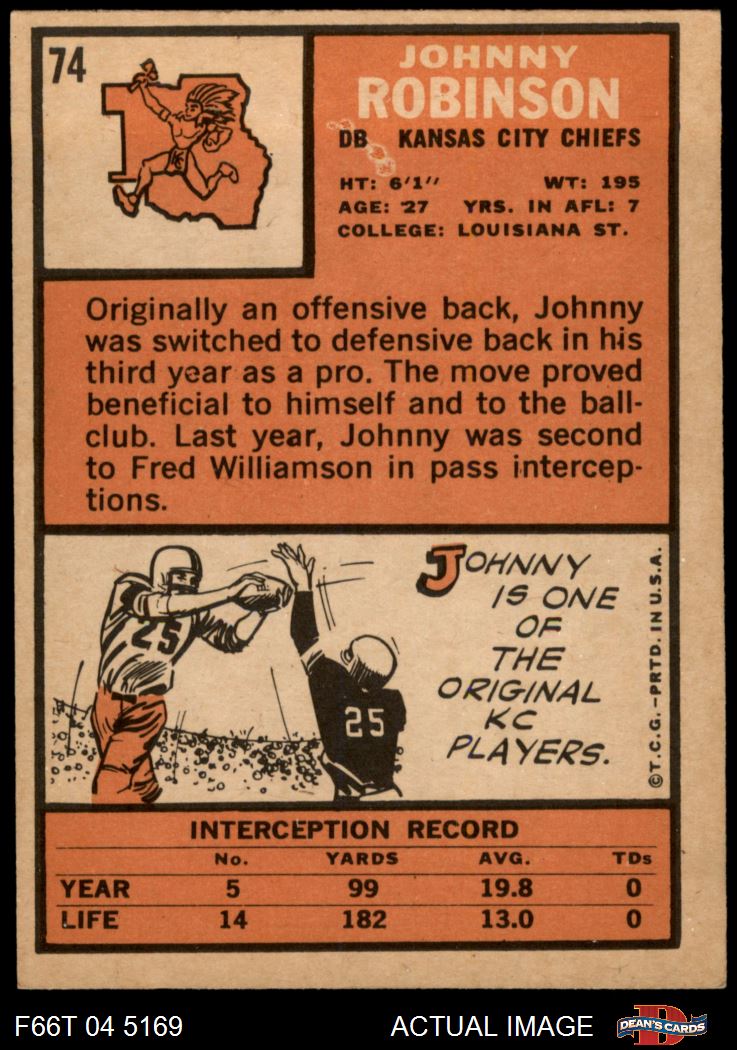 74
KC
JOHNNY
ROBINSON
DB KANSAS CITY CHIEFS
HT: 6'1" WT: 195
AGE: 27 YRS. IN AFL: 7
COLLEGE: LOUISIANA ST.
Originally an offensive back, Johnny
was switched to defensive back in his
third year as a pro. The move proved
beneficial to himself and to the ball-
club. Last year, Johnny was second
to Fred Williamson in pass intercep-
tions.
25
25
JOHNNY
IS ONE
OF
THE
ORIGINAL
KC
PLAYERS.
©T.C.G.-PRTD. IN U.S.A.
INTERCEPTION RECORD
No. YARDS AVG. TDs
YEAR 5 99 19.8 0
LIFE 14 182 13.0 0
F66T 04 5169 ACTUAL IMAGE
D
DEAN'S CARDS